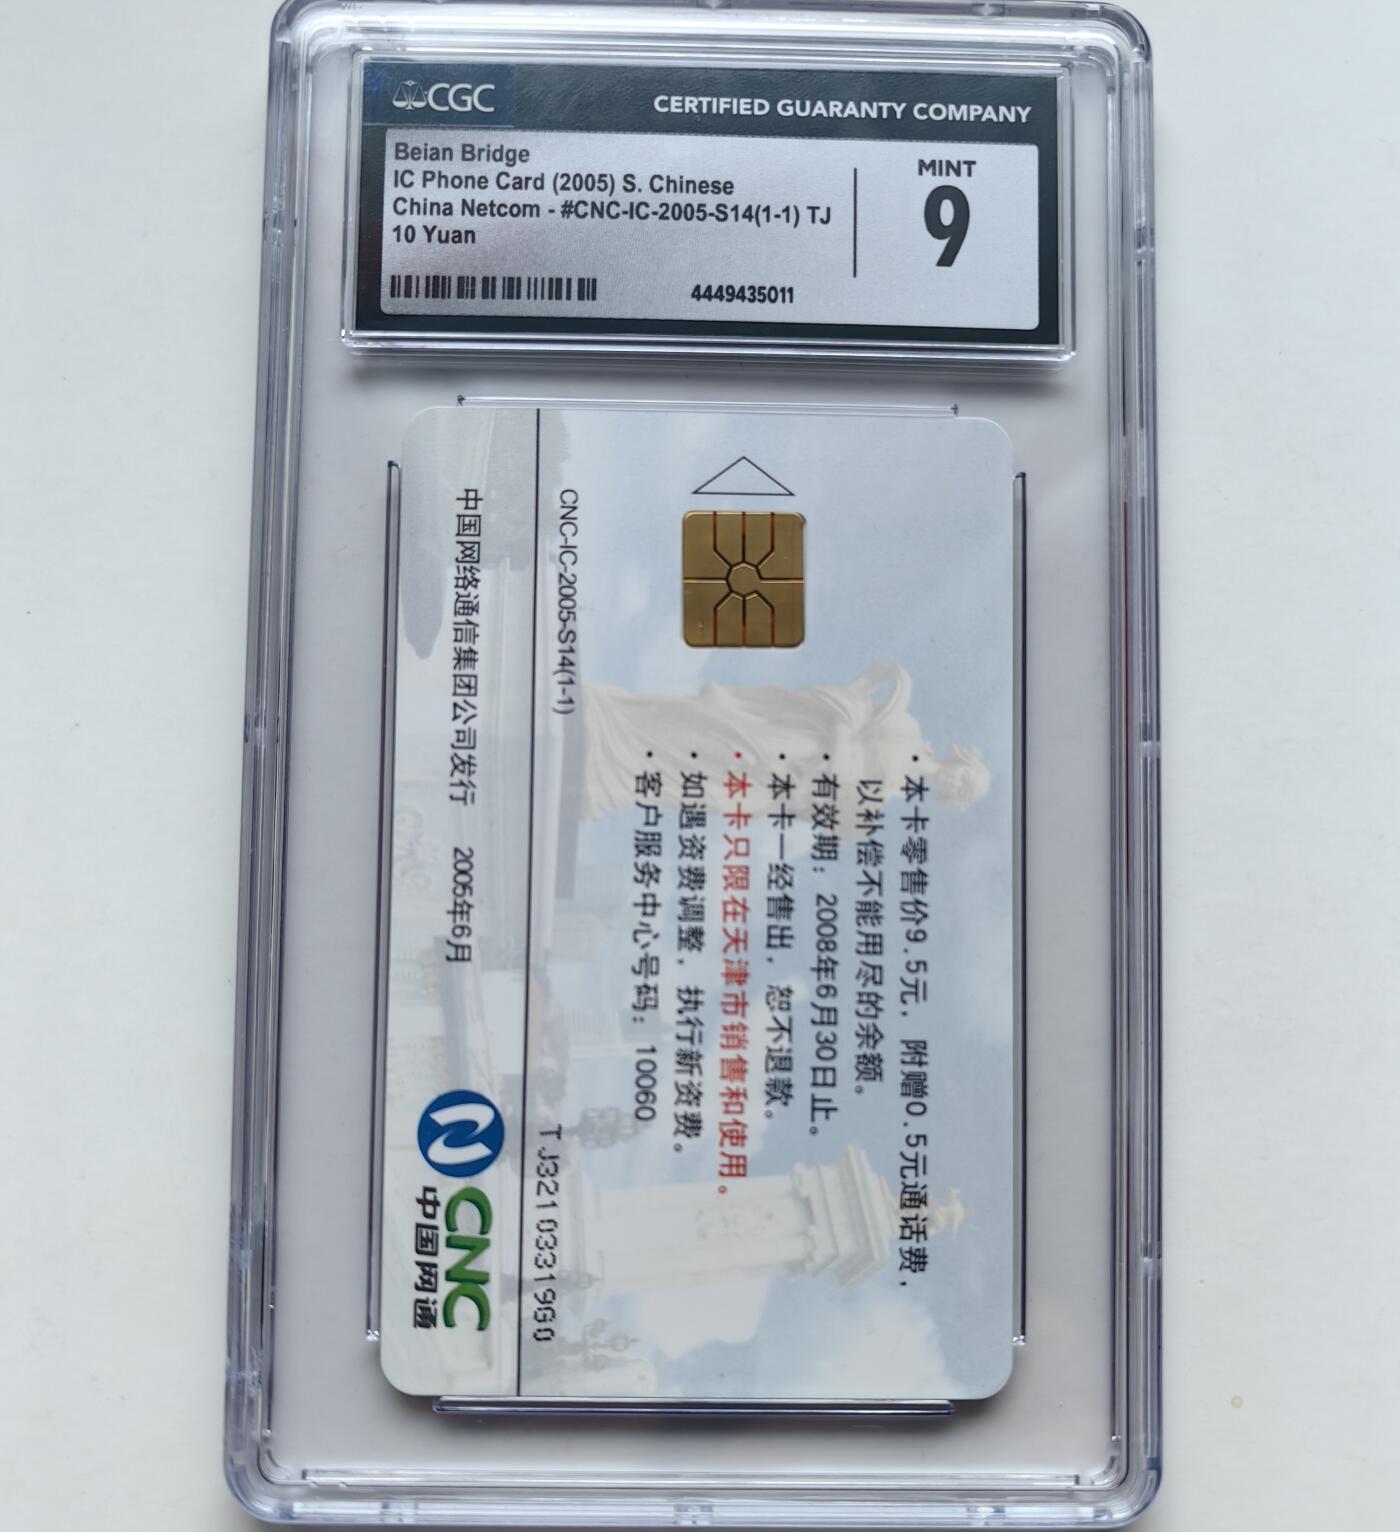 CGC
CERTIFIED GUARANTY COMPANY
Beian Bridge
IC Phone Card (2005) S. Chinese
China Netcom - #CNC-IC-2005-S14(1-1) TJ
10 Yuan
4449435011
MINT
9
·本卡零售价9.5元，附赠0.5元通话费，
以补偿不能用尽的余额。
·有效期：2008年6月30日止。
·本卡一经售出，恕不退款。
·本卡只限在天津市销售和使用。
·如遇资费调整，执行新资费。
·客户服务中心号码：10060
CNC-IC-2005-S14(1-1)
TJ3210331960
中国网络通信集团公司发行 2005年6月
CNC
中国网通